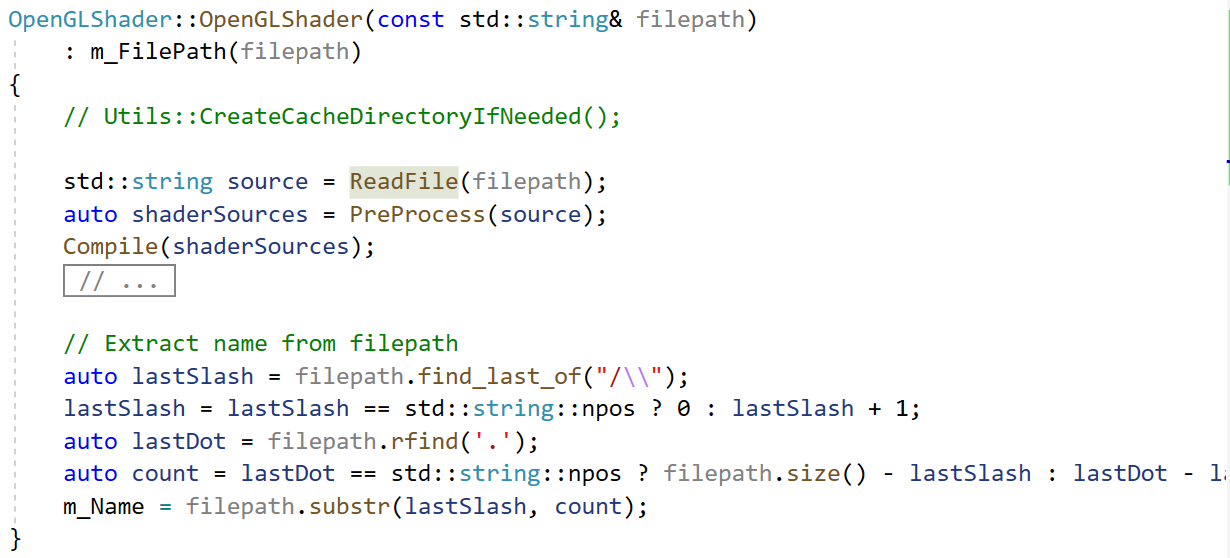 OpenGLShader::OpenGLShader(const std::string& filepath)
    : m_FilePath(filepath)
{
    // Utils::CreateCacheDirectoryIfNeeded();
    std::string source = ReadFile(filepath);
    auto shaderSources = PreProcess(source);
    Compile(shaderSources);
    // ...
    // Extract name from filepath
    auto lastSlash = filepath.find_last_of("/\\");
    lastSlash = lastSlash == std::string::npos ? 0 : lastSlash + 1;
    auto lastDot = filepath.rfind('.');
    auto count = lastDot == std::string::npos ? filepath.size() - lastSlash : lastDot -
    m_Name = filepath.substr(lastSlash, count);
}